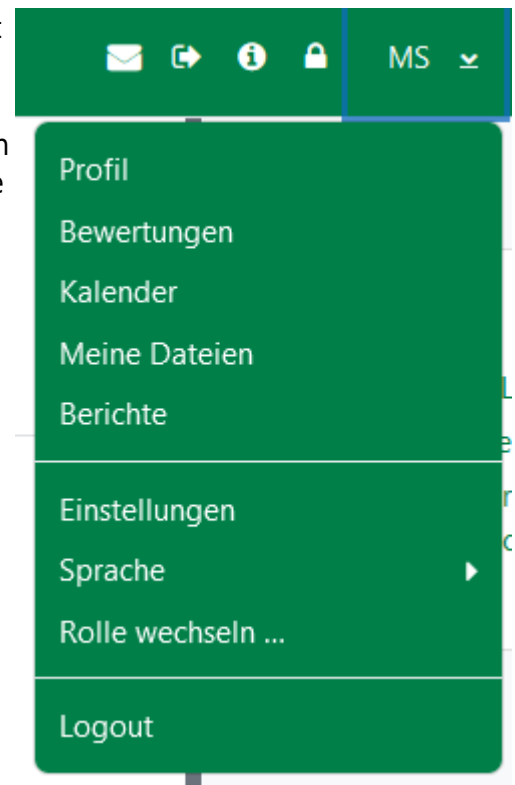 MS
Profil
Bewertungen
Kalender
Meine Dateien
Berichte
Einstellungen
Sprache
Rolle wechseln ...
Logout